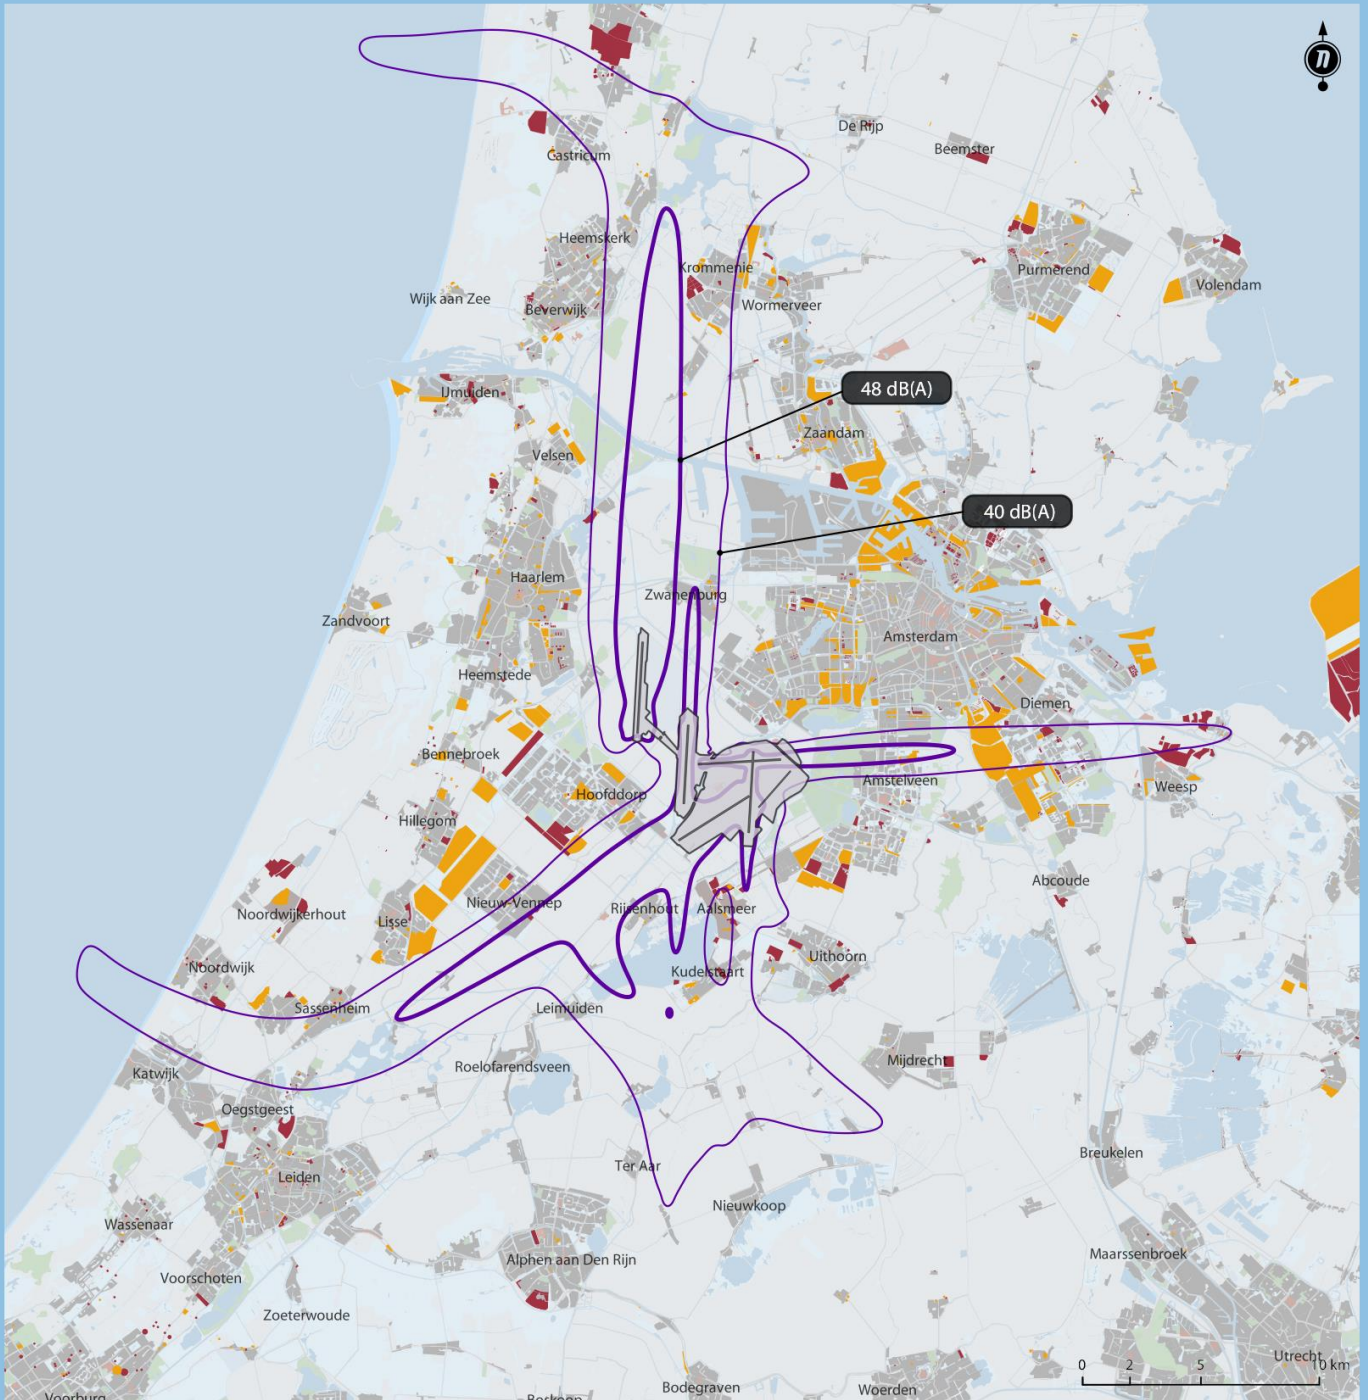 n
De Rijp
Beemster
Castricum
Heemskerk
Krommenie
Purmerend
Volendam
Wijk aan Zee
Beverwijk
Wormerveer
48 dB(A)
IJmuiden
Zaandam
Velsen
40 dB(A)
Haarlem
Zwanenburg
Zandvoort
Amsterdam
Heemstede
Diemen
Bennebroek
Amstelveen
Weesp
Hoofddorp
Hillegom
Abcoude
Nieuw-Vennep
Rijsenhout
Aalsmeer
Noordwijkerhout
Lisse
Uithoorn
Noordwijk
Kudelstaart
Sassenheim
Leimuiden
Mijdrecht
Roelofarendsveen
Katwijk
Oegstgeest
Breukelen
Ter Aar
Leiden
Nieuwkoop
Wassenaar
Maarssenbroek
Alphen aan Den Rijn
Voorschoten
Zoeterwoude
Utrecht
0 2 5 10 km
Bodegraven
Woerden
Voorburg
Boskoop